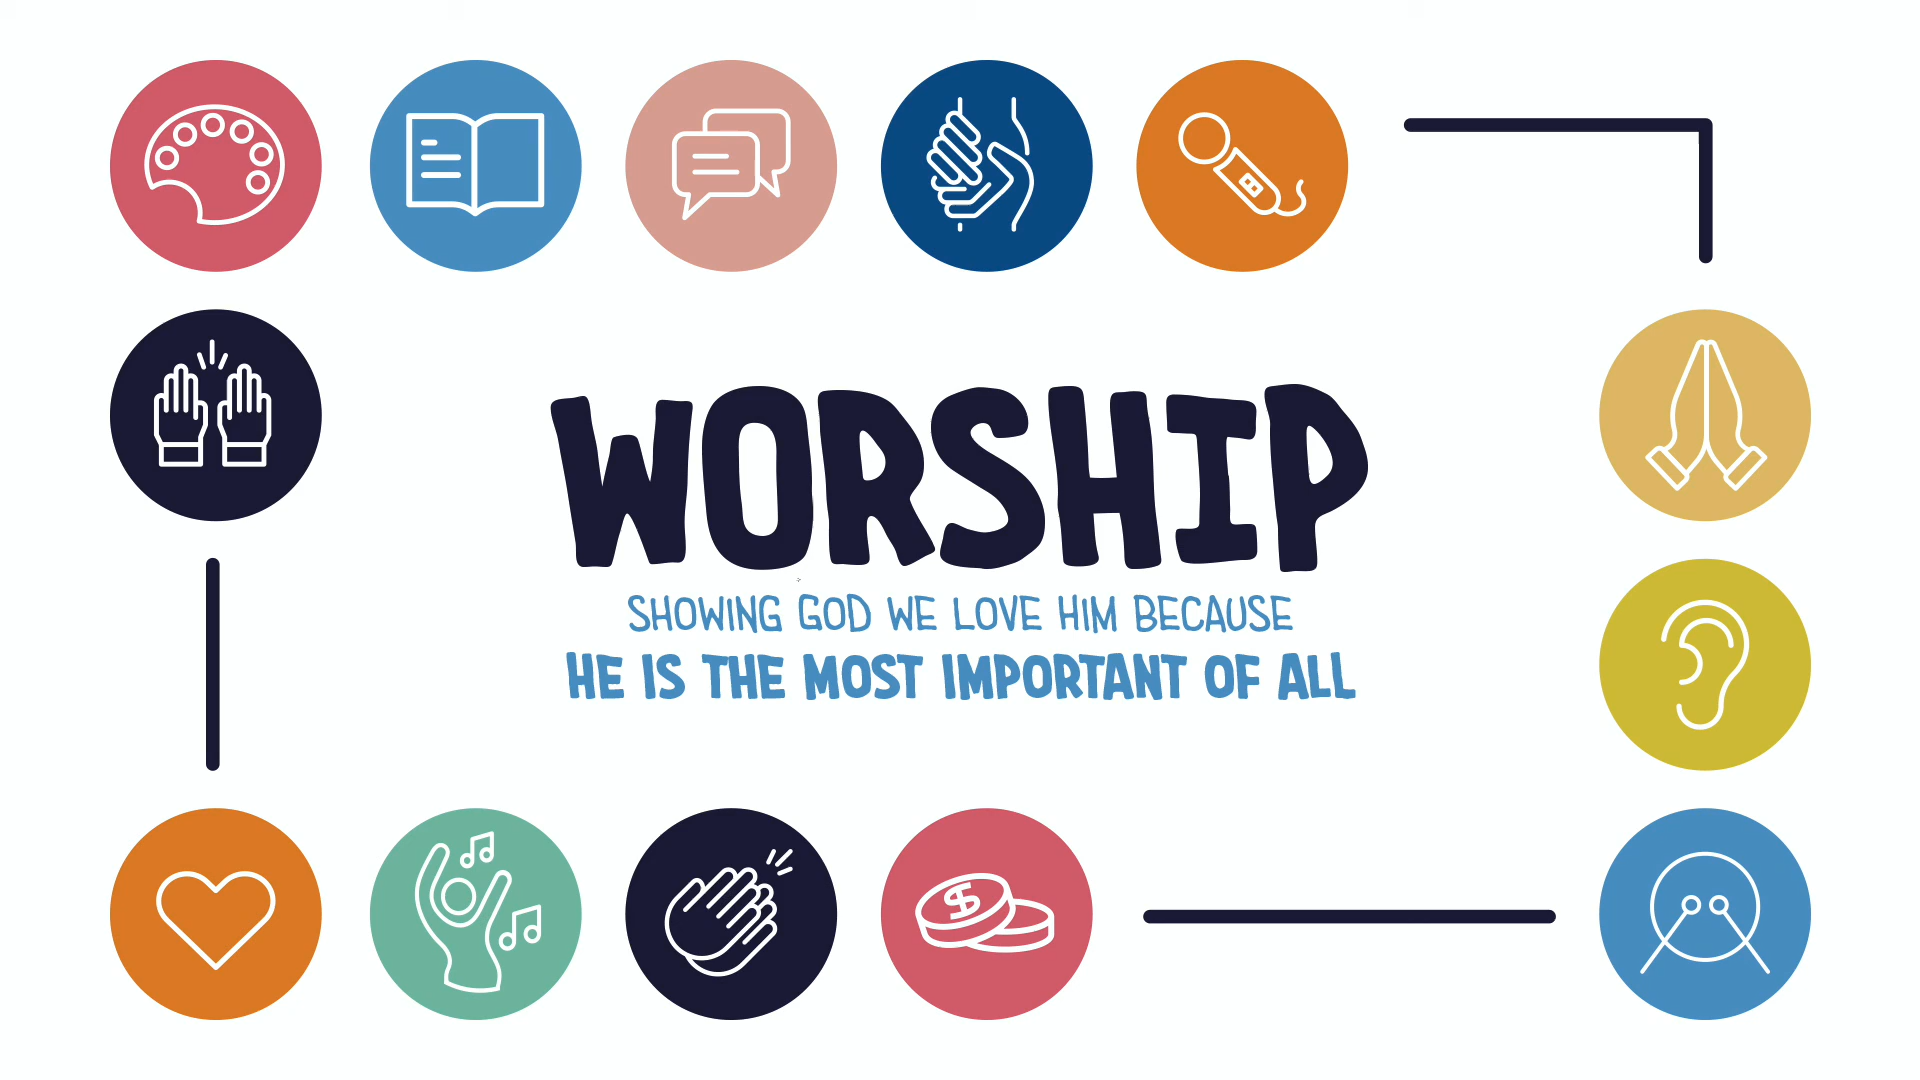 WORSHIP
SHOWING GOD WE LOVE HIM BECAUSE
HE IS THE MOST IMPORTANT OF ALL
$